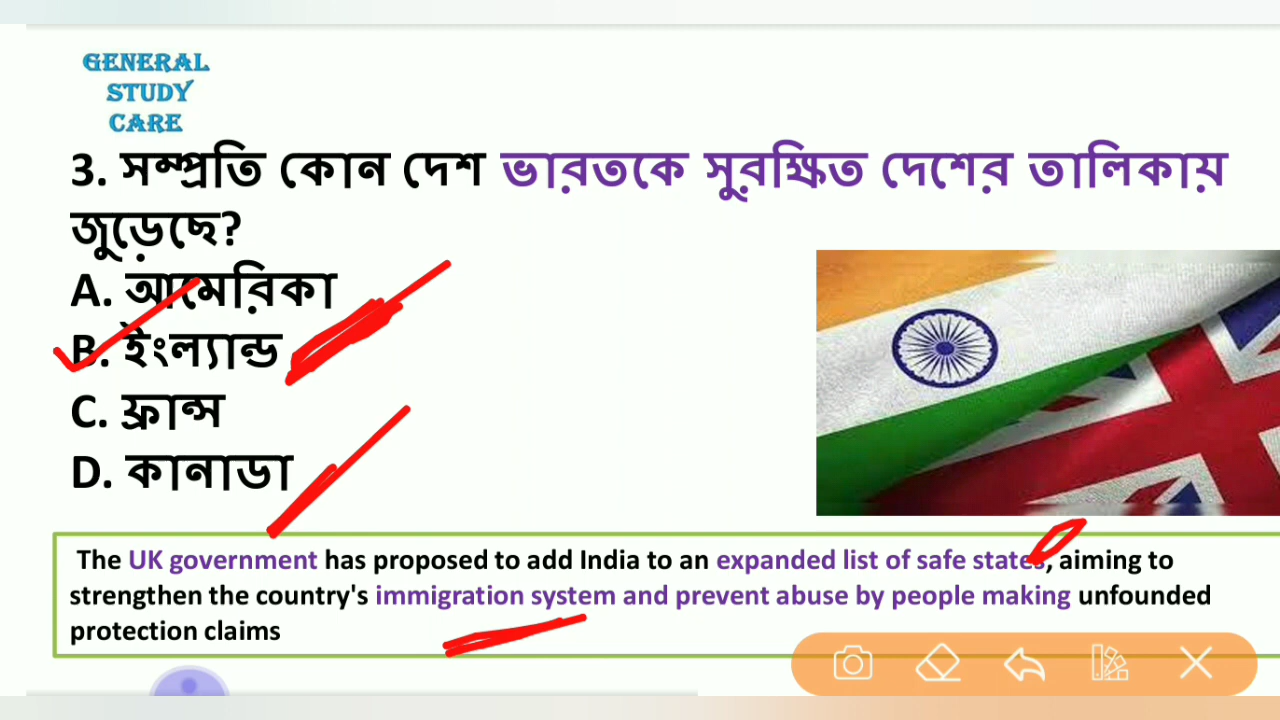 GENERAL
STUDY
CARE
3. সম্প্রতি কোন দেশ ভারতকে সুরক্ষিত দেশের তালিকায়
জুড়েছে?
A. আমেরিকা
B. ইংল্যান্ড
C. ফ্রান্স
D. কানাডা
The UK government has proposed to add India to an expanded list of safe states, aiming to
strengthen the country's immigration system and prevent abuse by people making unfounded
protection claims